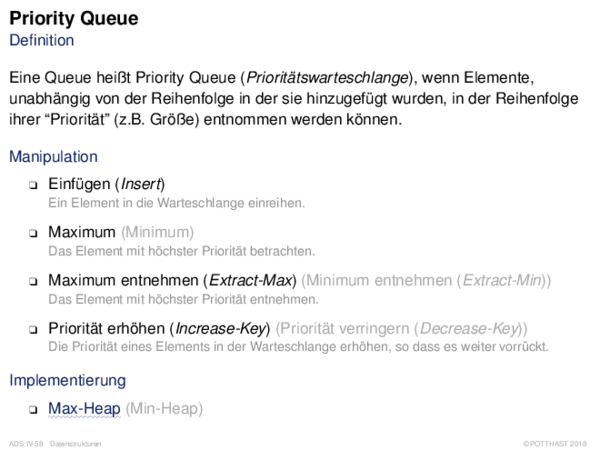 Priority Queue
Definition
Eine Queue heißt Priority Queue (Prioritätswarteschlange), wenn Elemente,
unabhängig von der Reihenfolge in der sie hinzugefügt wurden, in der Reihenfolge
ihrer “Priorität” (z.B. Größe) entnommen werden können.
Manipulation
❑ Einfügen (Insert)
Ein Element in die Warteschlange einreihen.
❑ Maximum (Minimum)
Das Element mit höchster Priorität betrachten.
❑ Maximum entnehmen (Extract-Max) (Minimum entnehmen (Extract-Min))
Das Element mit höchster Priorität entnehmen.
❑ Priorität erhöhen (Increase-Key) (Priorität verringern (Decrease-Key))
Die Priorität eines Elements in der Warteschlange erhöhen, so dass es weiter vorrückt.
Implementierung
❑ Max-Heap (Min-Heap)
ADS:IV-58 Datenstrukturen © POTTHAST 2018